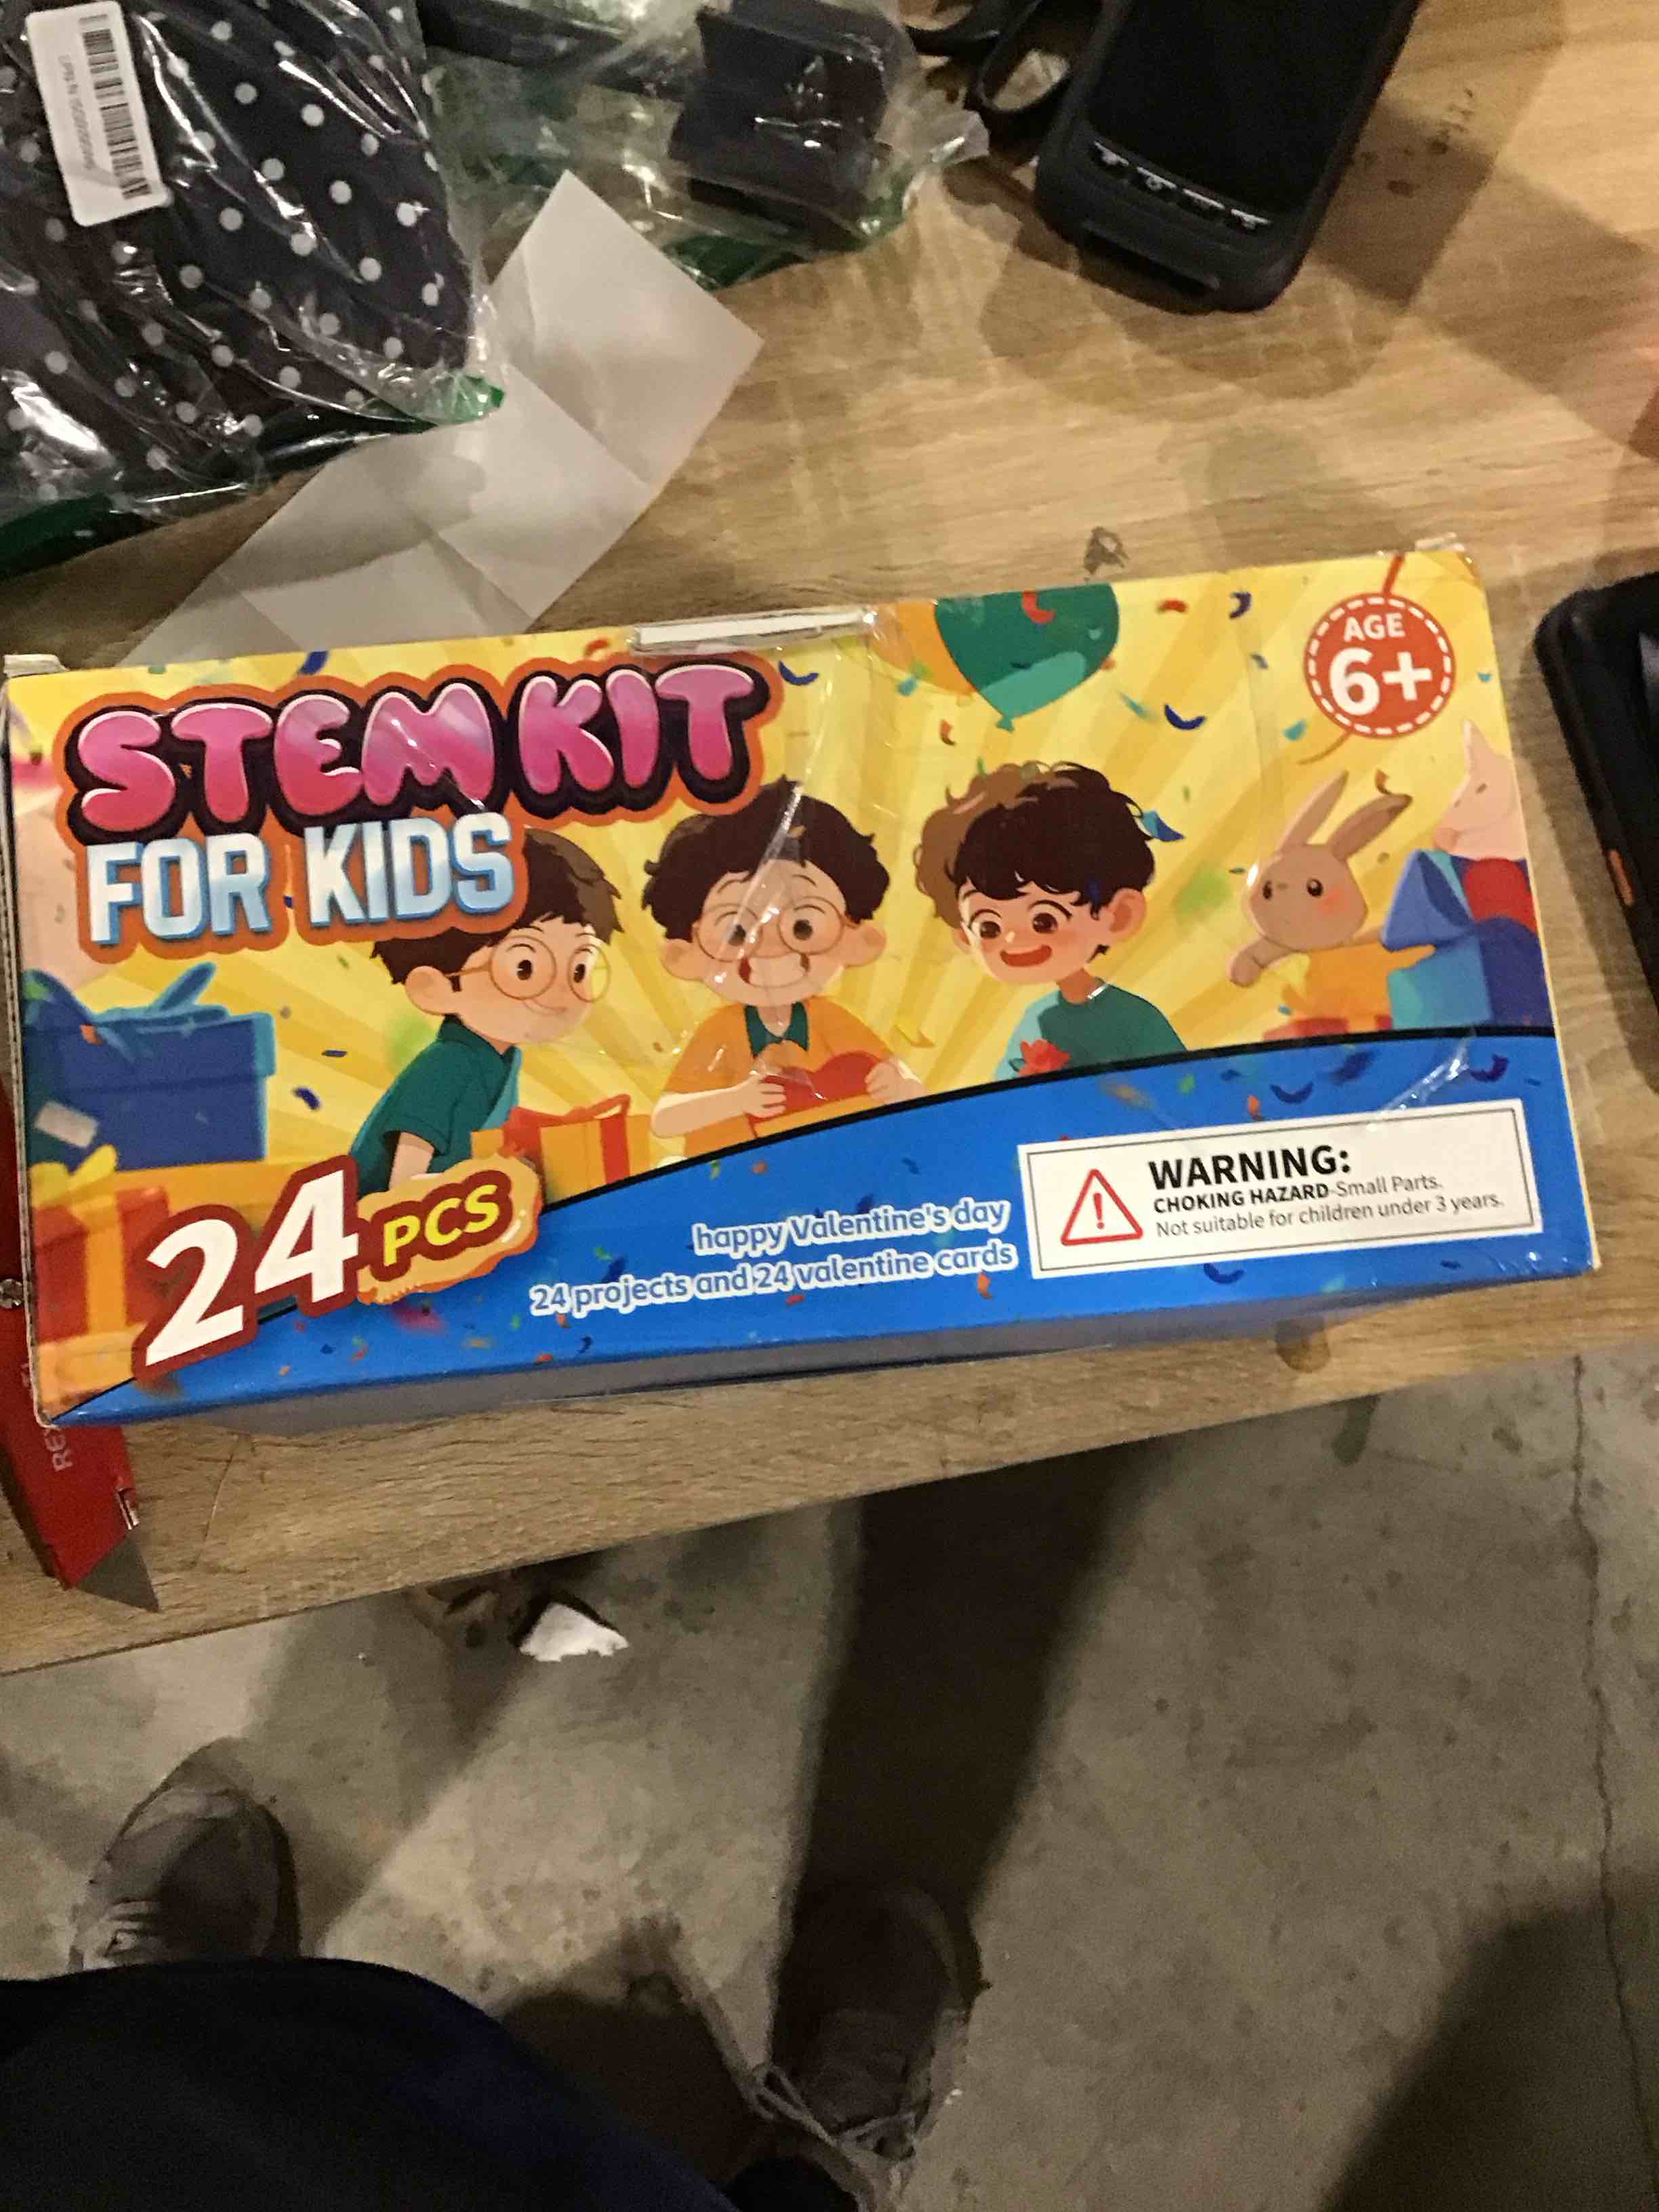 STEM KIT
FOR KIDS
AGE
6+
24 PCS
happy Valentine's day
24 projects and 24 valentine cards
WARNING:
CHOKING HAZARD-Small Parts.
Not suitable for children under 3 years.